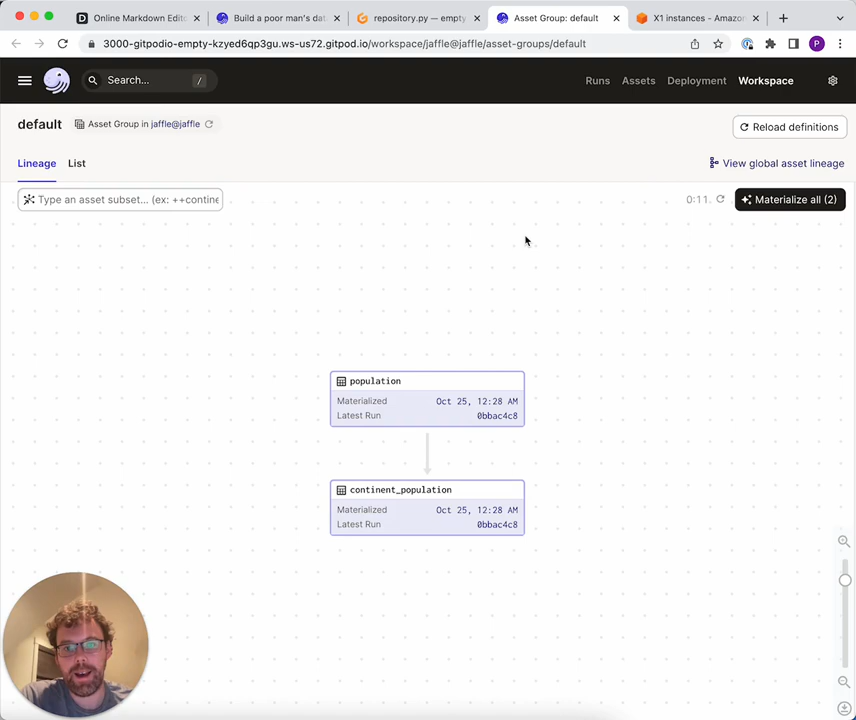 Online Markdown Edit
Build a poor man's dat
repository.py — empty
Asset Group: default
X1 instances - Amazon
3000-gitpodio-empty-kzyed6qp3gu.ws-us72.gitpod.io/workspace/jaffle@jaffle/asset-groups/default
P
Search... /
Runs Assets Deployment Workspace
default Asset Group in jaffle@jaffle
Reload definitions
Lineage List
View global asset lineage
Type an asset subset… (ex: ++contine
0:11
Materialize all (2)
population
Materialized Oct 25, 12:28 AM
Latest Run 0bbac4c8
continent_population
Materialized Oct 25, 12:28 AM
Latest Run 0bbac4c8